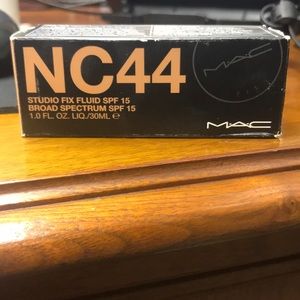 NC44
STUDIO FIX FLUID SPF 15
BROAD SPECTRUM SPF 15
1.0 FL. OZ. LIQ./30ML ℮
MAC
MAC